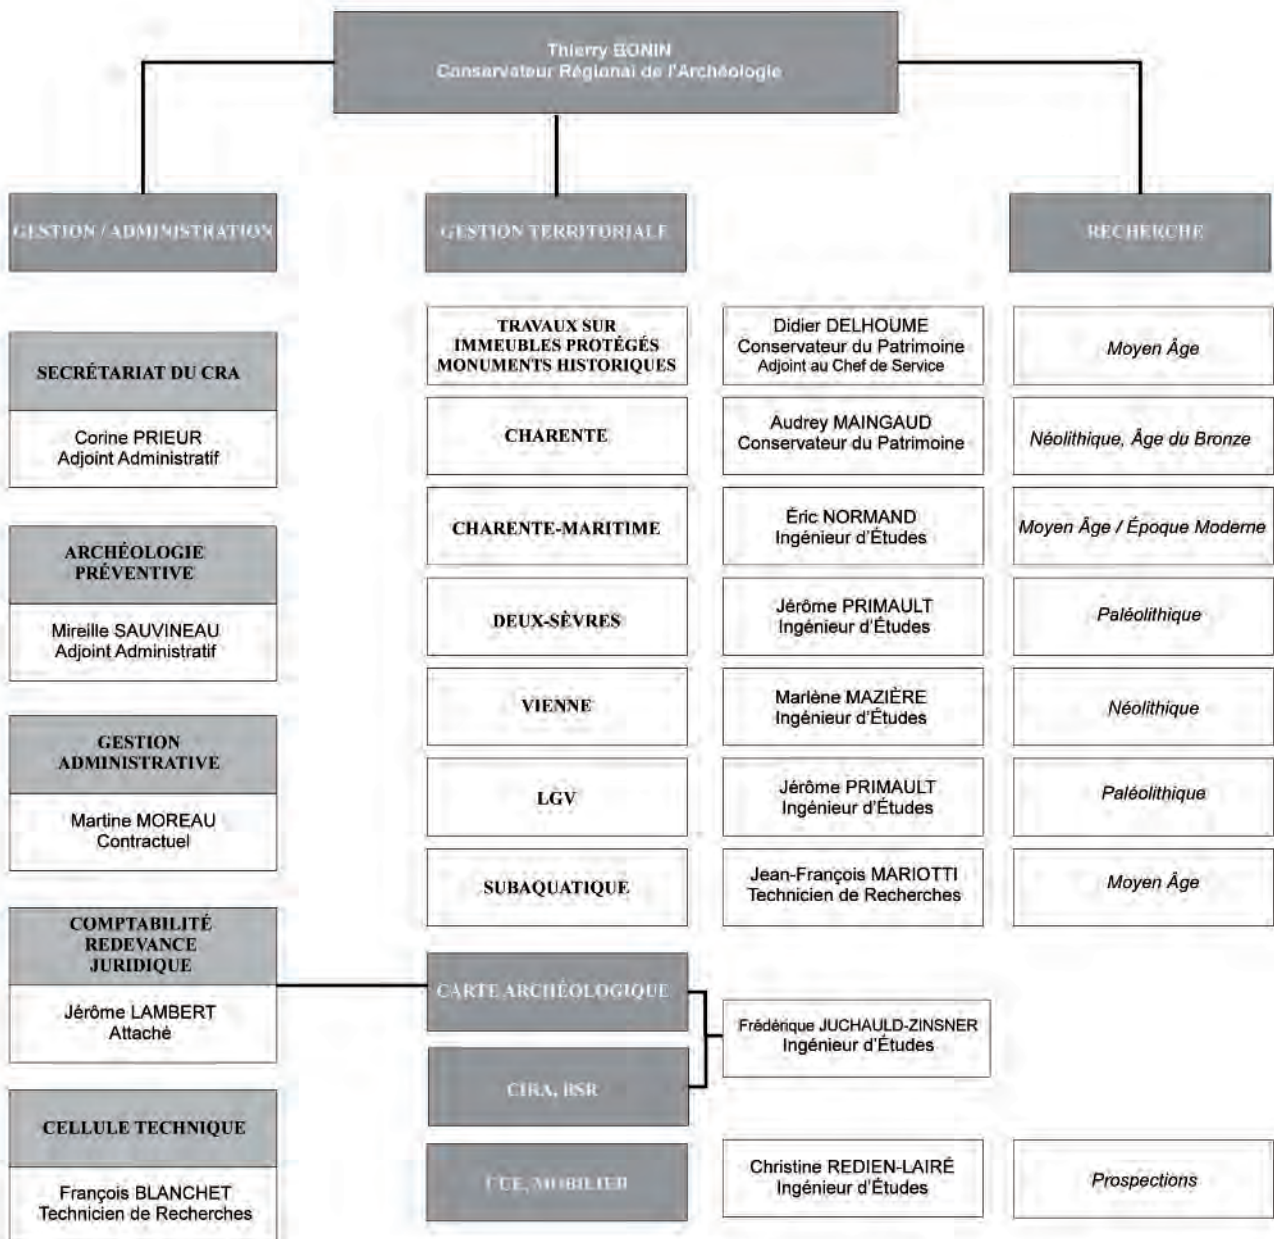 Thierry BONIN
Conservateur Régional de l'Archéologie
GESTION / ADMINISTRATION
GESTION TERRITORIALE
RECHERCHE
SECRÉTARIAT DU CRA
Corine PRIEUR
Adjoint Administratif
ARCHÉOLOGIE
PRÉVENTIVE
Mireille SAUVINEAU
Adjoint Administratif
GESTION
ADMINISTRATIVE
Martine MOREAU
Contractuel
COMPTABILITÉ
REDEVANCE
JURIDIQUE
Jérôme LAMBERT
Attaché
CELLULE TECHNIQUE
François BLANCHET
Technicien de Recherches
TRAVAUX SUR
IMMEUBLES PROTÉGÉS
MONUMENTS HISTORIQUES
Didier DELHOUME
Conservateur du Patrimoine
Adjoint au Chef de Service
Moyen Âge
CHARENTE
Audrey MAINGAUD
Conservateur du Patrimoine
Néolithique, Âge du Bronze
CHARENTE-MARITIME
Éric NORMAND
Ingénieur d'Études
Moyen Âge / Époque Moderne
DEUX-SÈVRES
Jérôme PRIMAULT
Ingénieur d'Études
Paléolithique
VIENNE
Marlène MAZIÈRE
Ingénieur d'Études
Néolithique
LGV
Jérôme PRIMAULT
Ingénieur d'Études
Paléolithique
SUBAQUATIQUE
Jean-François MARIOTTI
Technicien de Recherches
Moyen Âge
CARTE ARCHÉOLOGIQUE
CIRA, BSR
Frédérique JUCHAULD-ZINSNER
Ingénieur d'Études
MOBILIER
Christine REDIEN-LAIRÉ
Ingénieur d'Études
Prospections